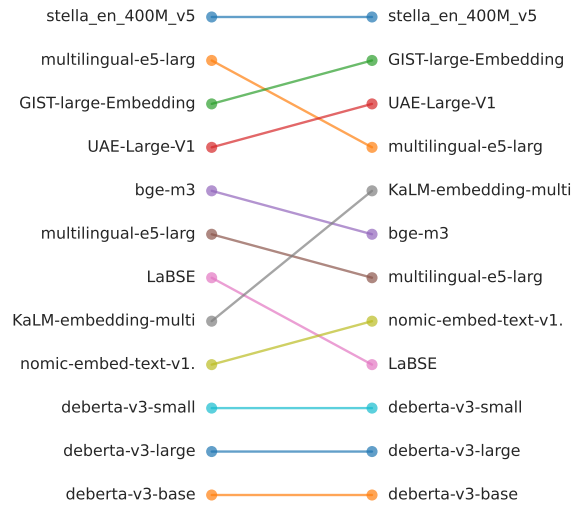 stella_en_400M_v5 stella_en_400M_v5
multilingual-e5-larg GIST-large-Embedding
GIST-large-Embedding UAE-Large-V1
UAE-Large-V1 multilingual-e5-larg
bge-m3 KaLM-embedding-multi
multilingual-e5-larg bge-m3
LaBSE multilingual-e5-larg
KaLM-embedding-multi nomic-embed-text-v1.
nomic-embed-text-v1. LaBSE
deberta-v3-small deberta-v3-small
deberta-v3-large deberta-v3-large
deberta-v3-base deberta-v3-base